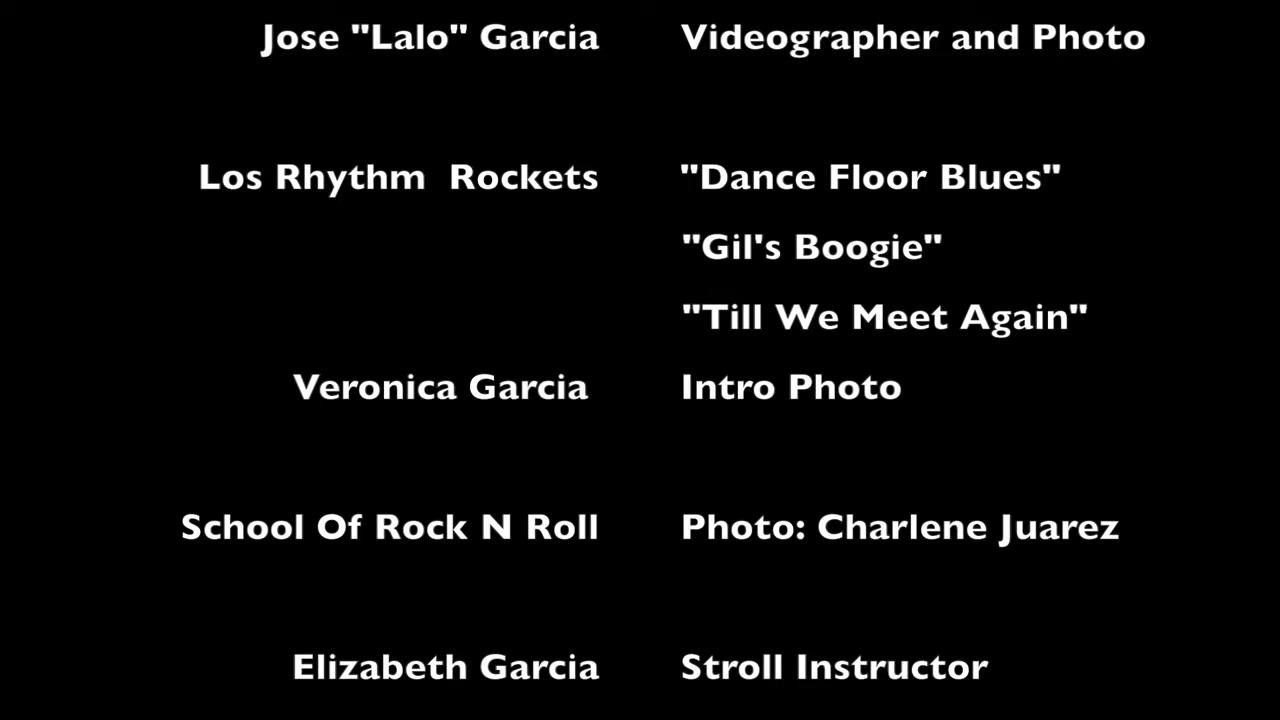 Jose "Lalo" Garcia Videographer and Photo
Los Rhythm Rockets "Dance Floor Blues"
"Gil's Boogie"
"Till We Meet Again"
Veronica Garcia Intro Photo
School Of Rock N Roll Photo: Charlene Juarez
Elizabeth Garcia Stroll Instructor